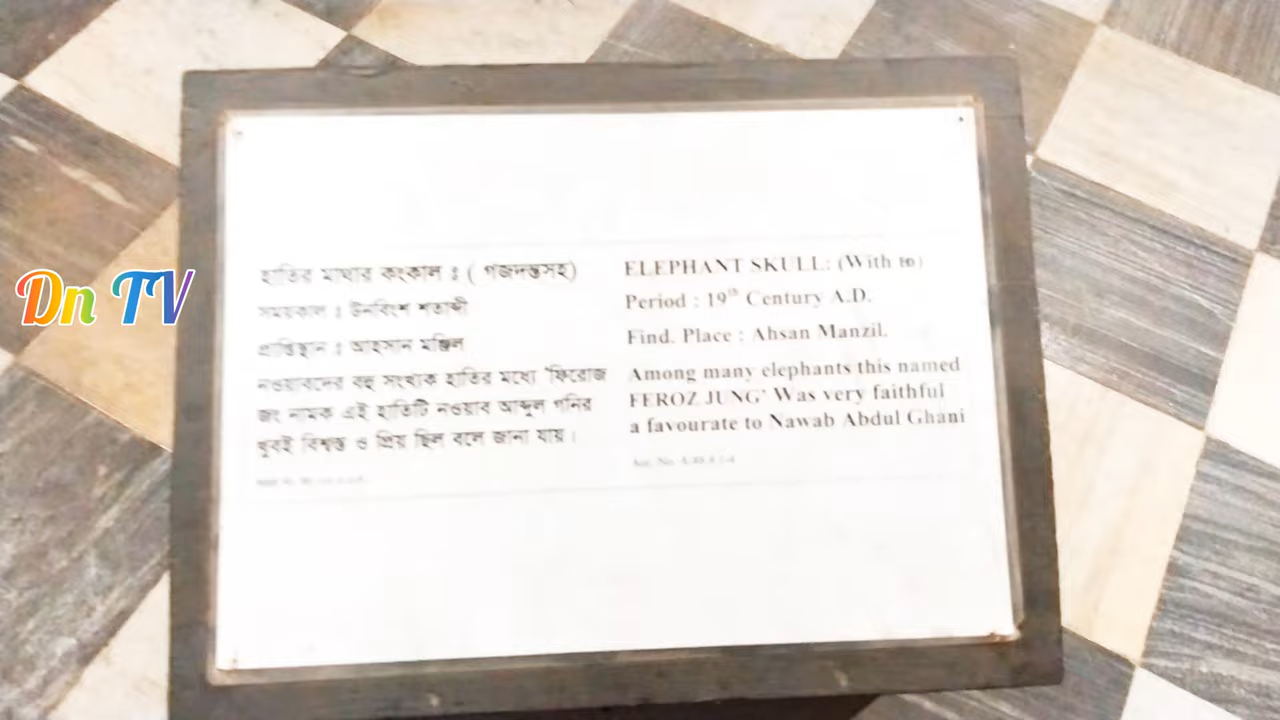 Dn TV
হাতির মাথার কংকাল : ( গজদন্তসহ)
সময়কাল : উনবিংশ শতাব্দী
প্রাপ্তিস্থান : আহসান মঞ্জিল
নওয়াবদের বহু সংখ্যক হাতির মধ্যে 'ফিরোজ
জং নামক এই হাতিটি নওয়াব আব্দুল গনির
খুবই বিশ্বস্ত ও প্রিয় ছিল বলে জানা যায়।
ELEPHANT SKULL: (With
Period : 19th Century A.D.
Find. Place : Ahsan Manzil.
Among many elephants this named
FEROZ JUNG' Was very faithful
a favourate to Nawab Abdul Ghani